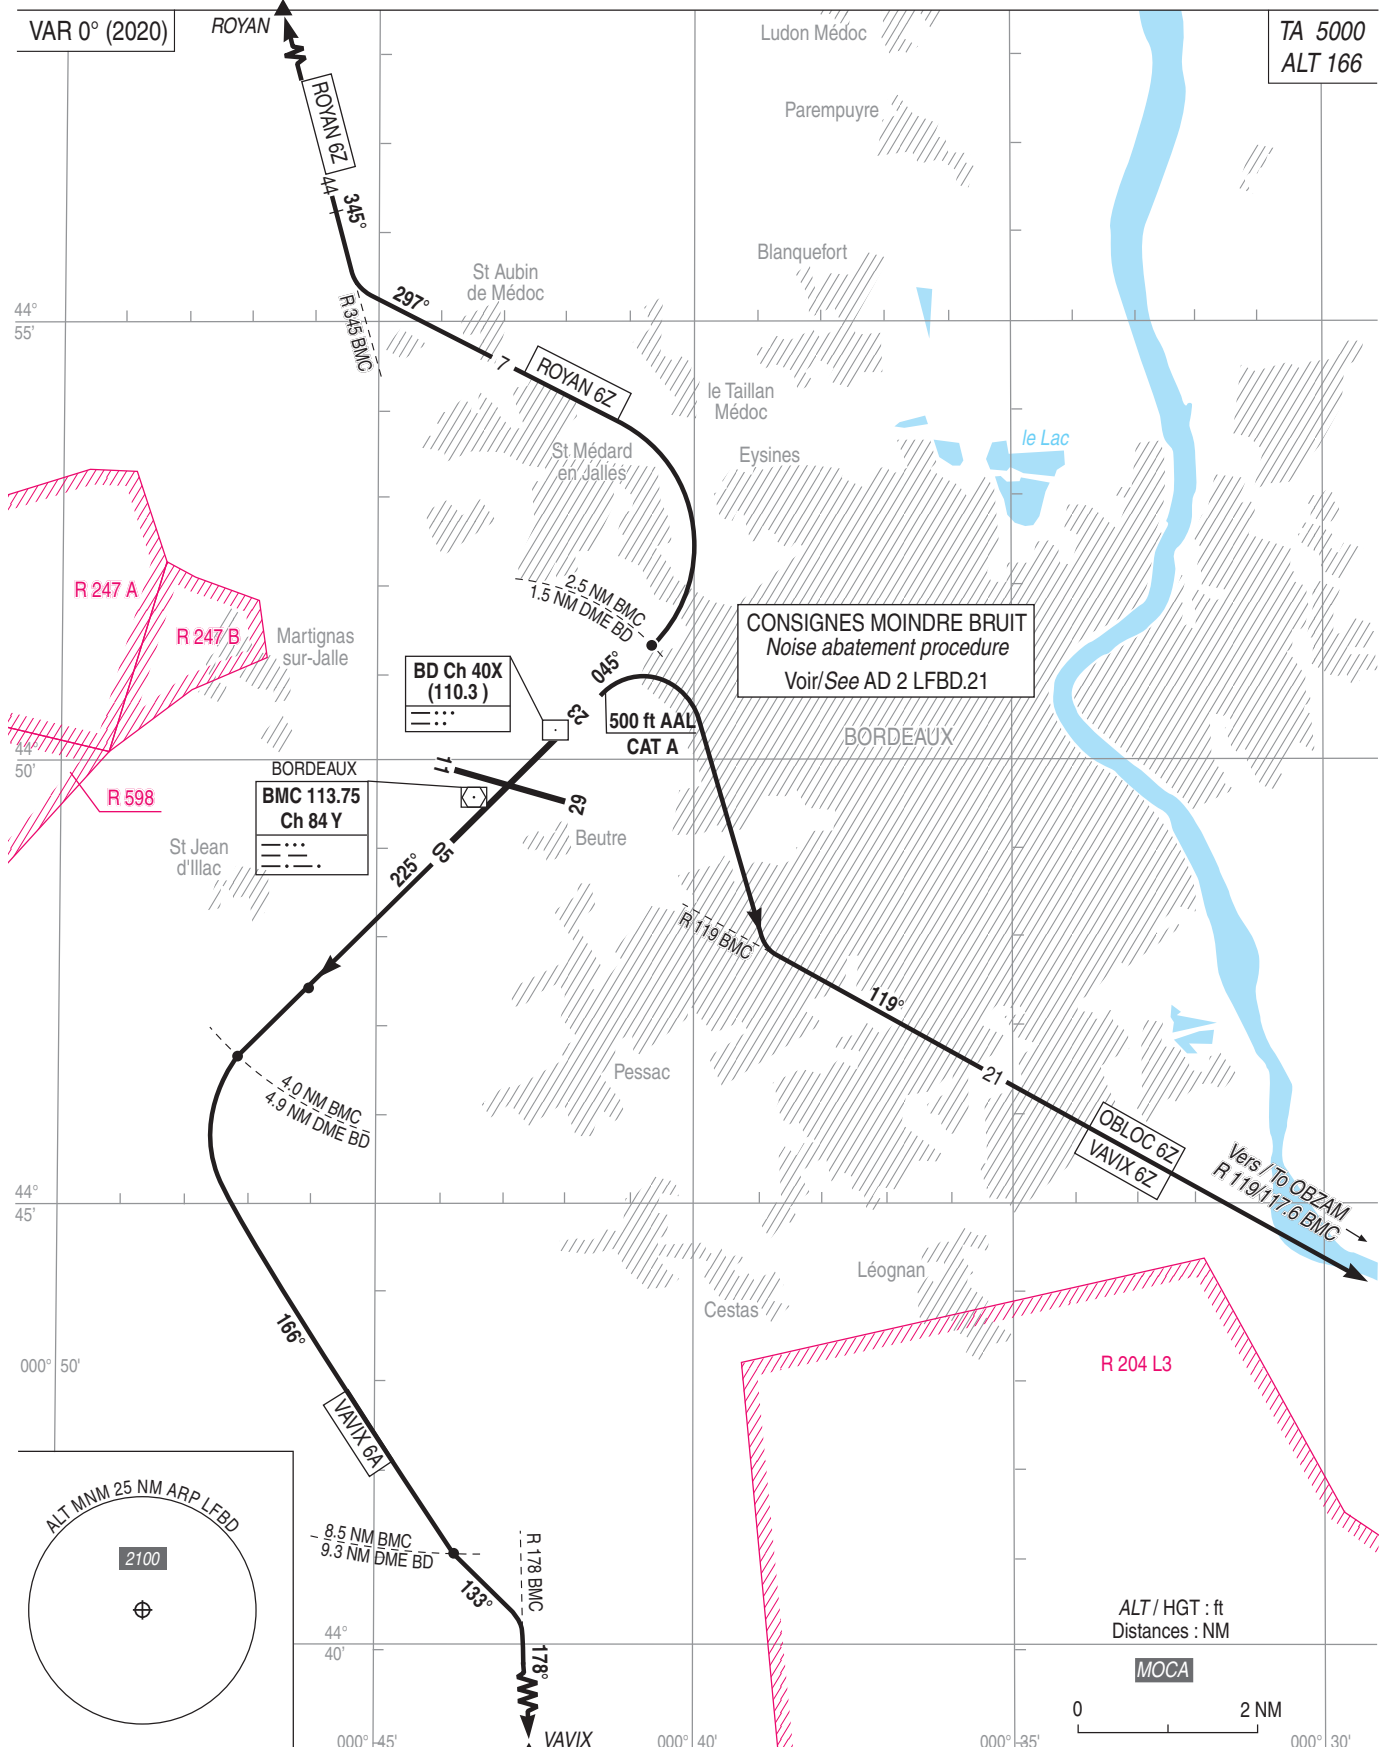 VAR 0° (2020)
ROYAN
Ludon Médoc
TA 5000
ALT 166
ROYAN 6Z
Parempuyre
44
345°
Blanquefort
St Aubin
de Médoc
297°
R 345 BMC
44°
55'
7
ROYAN 6Z
le Taillan
Médoc
le Lac
St Médard
en Jalles
Eysines
R 247 A
2.5 NM BMC
1.5 NM DME BD
R 247 B
Martignas
sur-Jalle
CONSIGNES MOINDRE BRUIT
Noise abatement procedure
Voir/See AD 2 LFBD.21
045°
BD Ch 40X
(110.3 )
23
500 ft AAL
CAT A
BORDEAUX
44°
50'
11
BORDEAUX
R 598
BMC 113.75
Ch 84 Y
29
Beutre
St Jean
d'Illac
05
225°
R 119 BMC
119°
Pessac
21
4.0 NM BMC
4.9 NM DME BD
OBLOC 6Z
VAVIX 6Z
Vers / To OBZAM
R 119/117.6 BMC
44°
45'
Léognan
Cestas
166°
000° 50'
R 204 L3
VAVIX 6A
ALT MNM 25 NM ARP LFBD
2100
8.5 NM BMC
9.3 NM DME BD
R 178 BMC
133°
ALT / HGT : ft
Distances : NM
44°
40'
178°
MOCA
0
2 NM
000° 45'
VAVIX
000° 40'
000° 35'
000° 30'